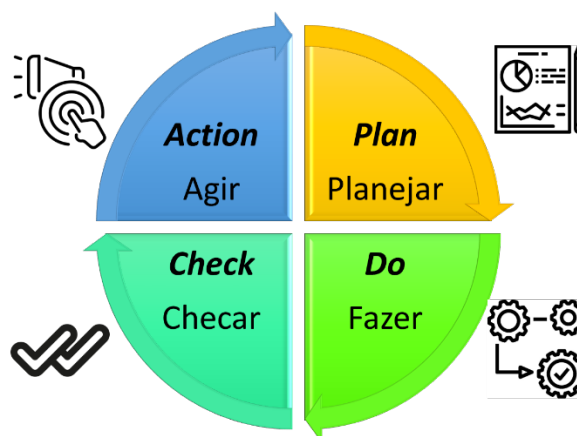 Action
Agir
Plan
Planejar
Check
Checar
Do
Fazer